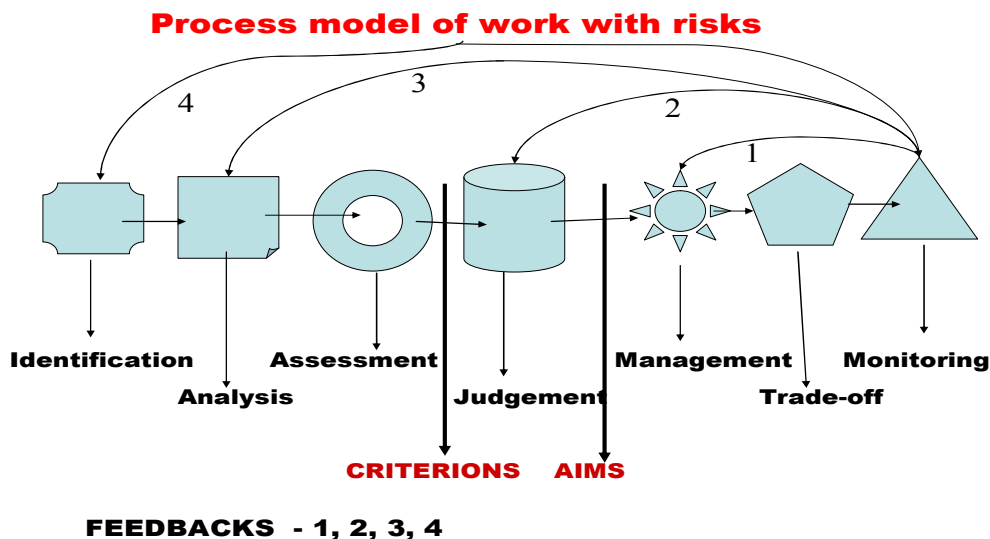 Process model of work with risks
4
3
2
1
Identification
Assessment
Management
Monitoring
Analysis
Judgement
Trade-off
CRITERIONS
AIMS
FEEDBACKS - 1, 2, 3, 4